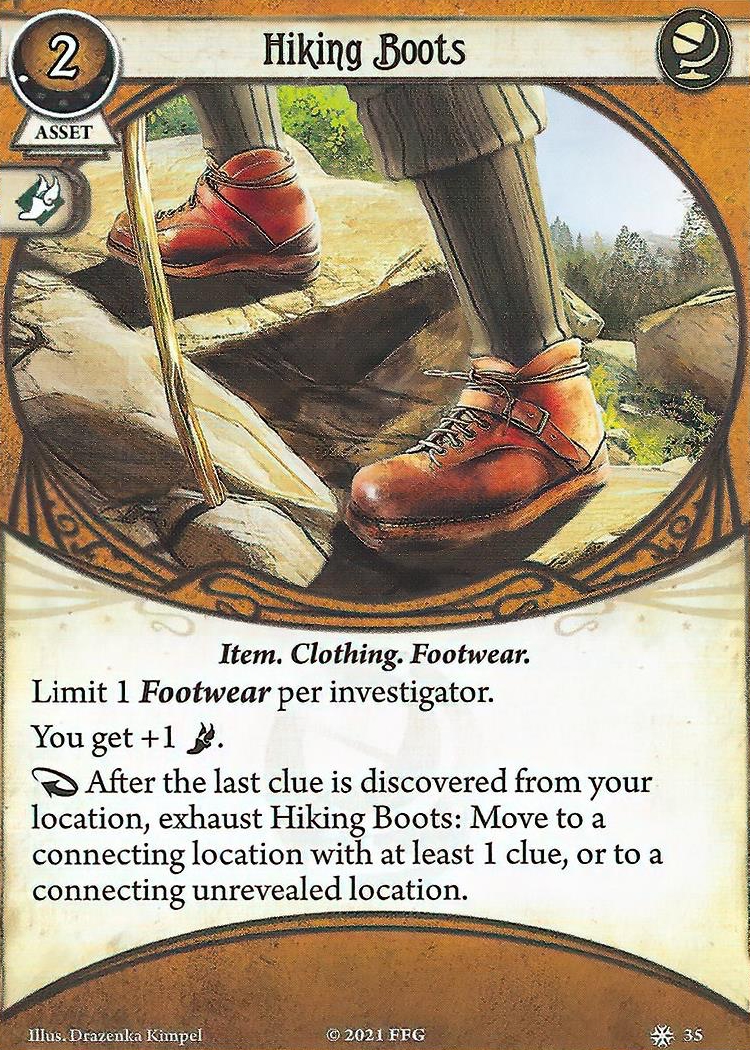 2
Hiking Boots
ASSET
Item. Clothing. Footwear.
Limit 1 Footwear per investigator.
You get +1 .
After the last clue is discovered from your
location, exhaust Hiking Boots: Move to a
connecting location with at least 1 clue, or to a
connecting unrevealed location.
Illus. Drazenka Kimpel
© 2021 FFG
35